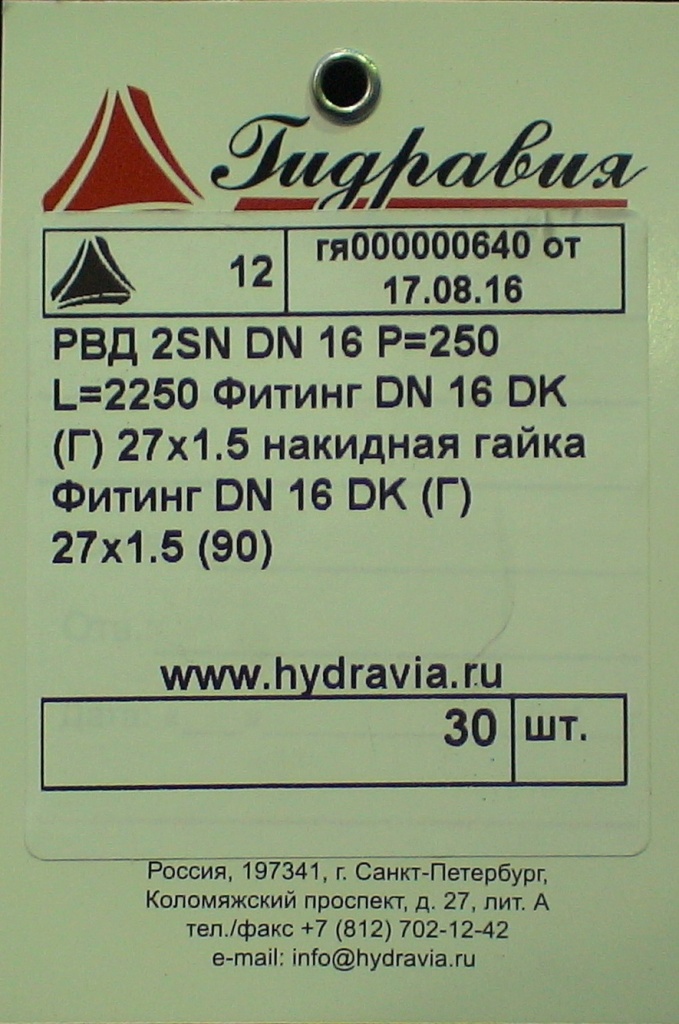 Гидравия
12
гя000000640 от
17.08.16
РВД 2SN DN 16 P=250
L=2250 Фитинг DN 16 DK
(Г) 27x1.5 накидная гайка
Фитинг DN 16 DK (Г)
27x1.5 (90)
Отв.
www.hydravia.ru
30 шт.
Россия, 197341, г. Санкт-Петербург,
Коломяжский проспект, д. 27, лит. А
тел./факс +7 (812) 702-12-42
e-mail: info@hydravia.ru